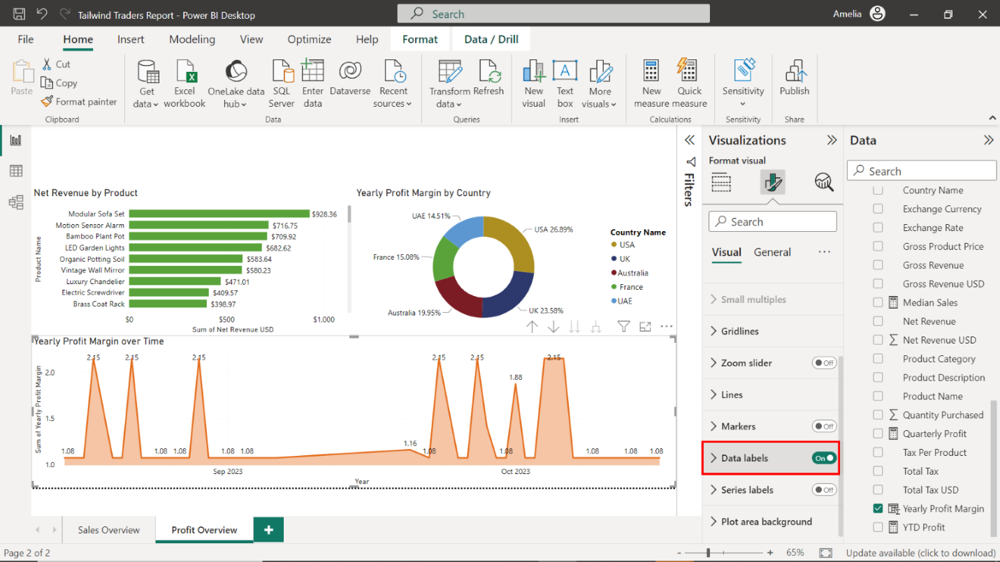 Tailwind Traders Report - Power BI Desktop
Search
Amelia
File Home Insert Modeling View Optimize Help Format Data / Drill
Paste
Cut
Copy
Format painter
Clipboard
Get data
Excel workbook
OneLake data hub
SQL Server
Enter data
Dataverse
Recent sources
Data
Transform data
Refresh
Queries
New visual
Text box
More visuals
Insert
New measure
Quick measure
Calculations
Sensitivity
Sensitivity
Publish
Share
Net Revenue by Product
Product Name
Modular Sofa Set $928.36
Motion Sensor Alarm $716.75
Bamboo Plant Pot $709.92
LED Garden Lights $682.62
Organic Potting Soil $583.64
Vintage Wall Mirror $580.23
Luxury Chandelier $471.01
Electric Screwdriver $409.57
Brass Coat Rack $398.97
$0 $500 $1.000
Sum of Net Revenue USD
Yearly Profit Margin by Country
UAE 14.51%
USA 26.89%
France 15.08%
Australia 19.95%
UK 23.58%
Country Name
USA
UK
Australia
France
UAE
Yearly Profit Margin over Time
Sum of Yearly Profit Margin
2.15 2.15 2.15 2.15 2.15 2.15
2.0
1.88
1.5
1.16
1.08 1.08 1.08 1.08 1.08 1.08 1.08 1.08 1.08 1.08
1.0
Sep 2023 Oct 2023
Year
Filters
Visualizations
Format visual
Search
Visual General
Small multiples
Gridlines
Zoom slider Off
Lines
Markers Off
Data labels On
Series labels Off
Plot area background
Data
Search
Country Name
Exchange Currency
Exchange Rate
Gross Product Price
Gross Revenue
Gross Revenue USD
Median Sales
Net Revenue
Net Revenue USD
Product Category
Product Description
Product Name
Quantity Purchased
Quarterly Profit
Tax Per Product
Total Tax
Total Tax USD
Yearly Profit Margin
YTD Profit
Sales Overview Profit Overview +
Page 2 of 2
- + 65%
Update available (click to download)